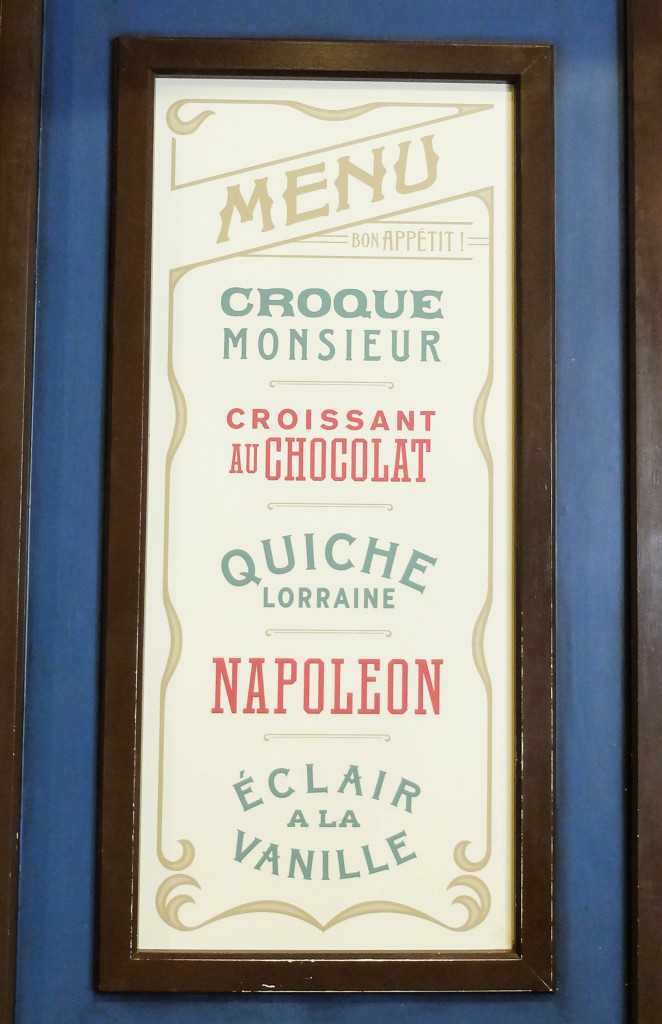 MENU
BON APPÉTIT !
CROQUE
MONSIEUR
CROISSANT
AU CHOCOLAT
QUICHE
LORRAINE
NAPOLEON
ÉCLAIR
A LA
VANILLE